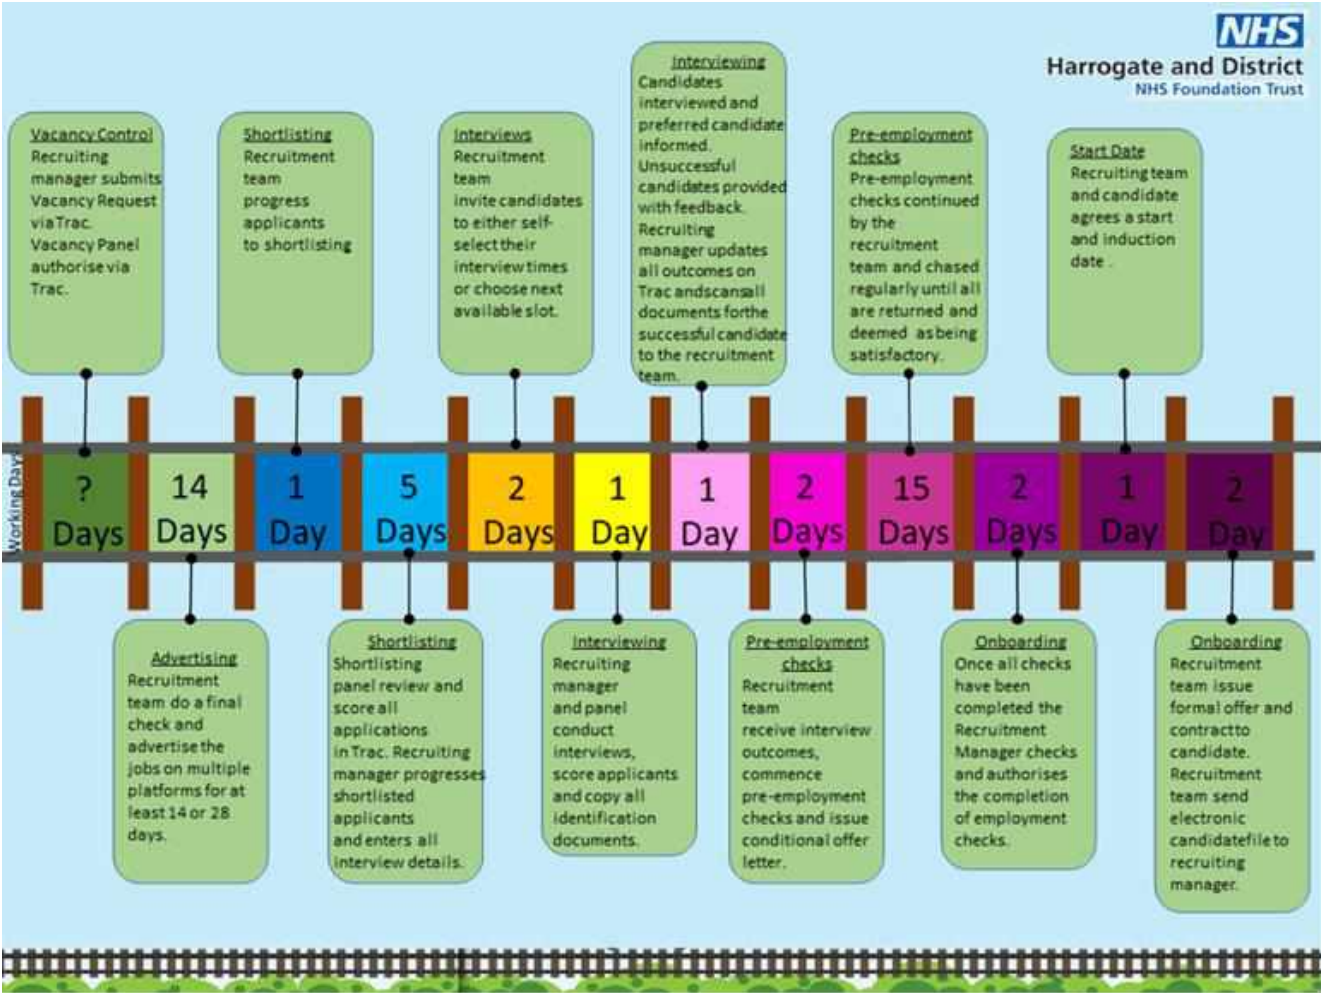 NHS
Harrogate and District
NHS Foundation Trust
Vacancy Control
Recruiting
manager submits
Vacancy Request
via Trac.
Vacancy Panel
authorise via
Trac.
Shortlisting
Recruitment
team
progress
applicants
to shortlisting
Interviews
Recruitment
team
invite candidates
to either self-
select their
interview times
or choose next
available slot.
Interviewing
Candidates
interviewed and
preferred candidate
informed.
Unsuccessful
candidates provided
with feedback.
Recruiting
manager updates
all outcomes on
Trac andscansall
documents forthe
successful candidate
to the recruitment
team.
Pre-employment
checks
Pre-employment
checks continued
by the
recruitment
team and chased
regularly until all
are returned and
deemed asbeing
satisfactory.
Start Date
Recruiting team
and candidate
agrees a start
and induction
date .
Working Days
?
Days
14
Days
1
Day
5
Days
2
Days
1
Day
1
Day
2
Days
15
Days
2
Days
1
Day
2
Day
Advertising
Recruitment
team do a final
check and
advertise the
jobs on multiple
platforms for at
least 14 or 28
days.
Shortlisting
Shortlisting
panel review and
score all
applications
in Trac. Recruiting
manager progresses
shortlisted
applicants
and enters all
interview details.
Interviewing
Recruiting
manager
and panel
conduct
interviews,
score applicants
and copy all
identification
documents.
Pre-employment
checks
Recruitment
team
receive interview
outcomes,
commence
pre-employment
checks and issue
conditional offer
letter.
Onboarding
Once all checks
have been
completed the
Recruitment
Manager checks
and authorises
the completion
of employment
checks.
Onboarding
Recruitment
team issue
formal offer and
contractto
candidate.
Recruitment
team send
electronic
candidatefile to
recruiting
manager.